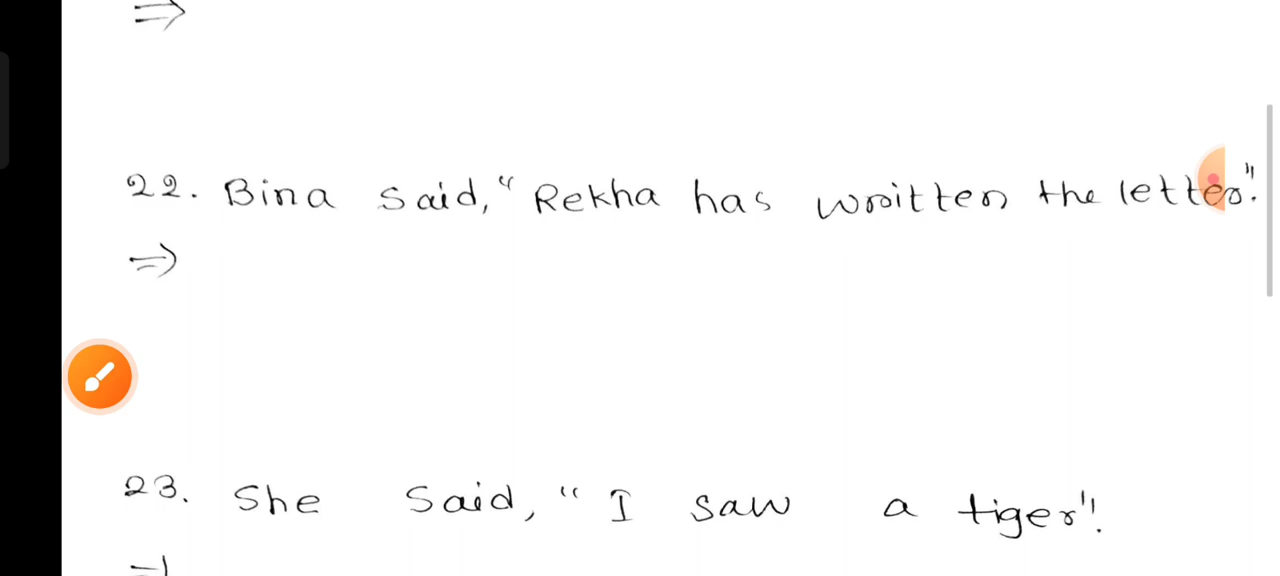 ⇒
22. Bina said, "Rekha has written the letter".
⇒
23. She said, "I saw a tiger".
⇒